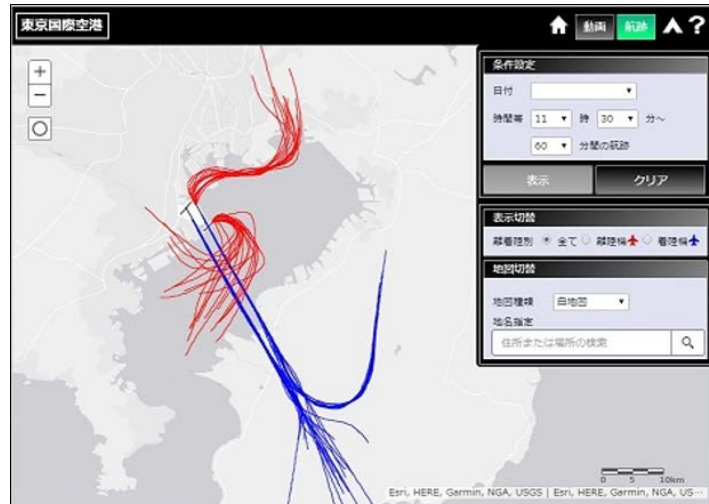 東京国際空港
動画
航跡
?
+
−
条件設定
日付
時間帯 11 時 30 分～
60 分間の航跡
表示
クリア
表示切替
離着陸別 全て 離陸機 着陸機
地図切替
地図種類 白地図
地名指定
住所または場所の検索
0 5 10km
Esri, HERE, Garmin, NGA, USGS | Esri, HERE, Garmin, NGA, US…